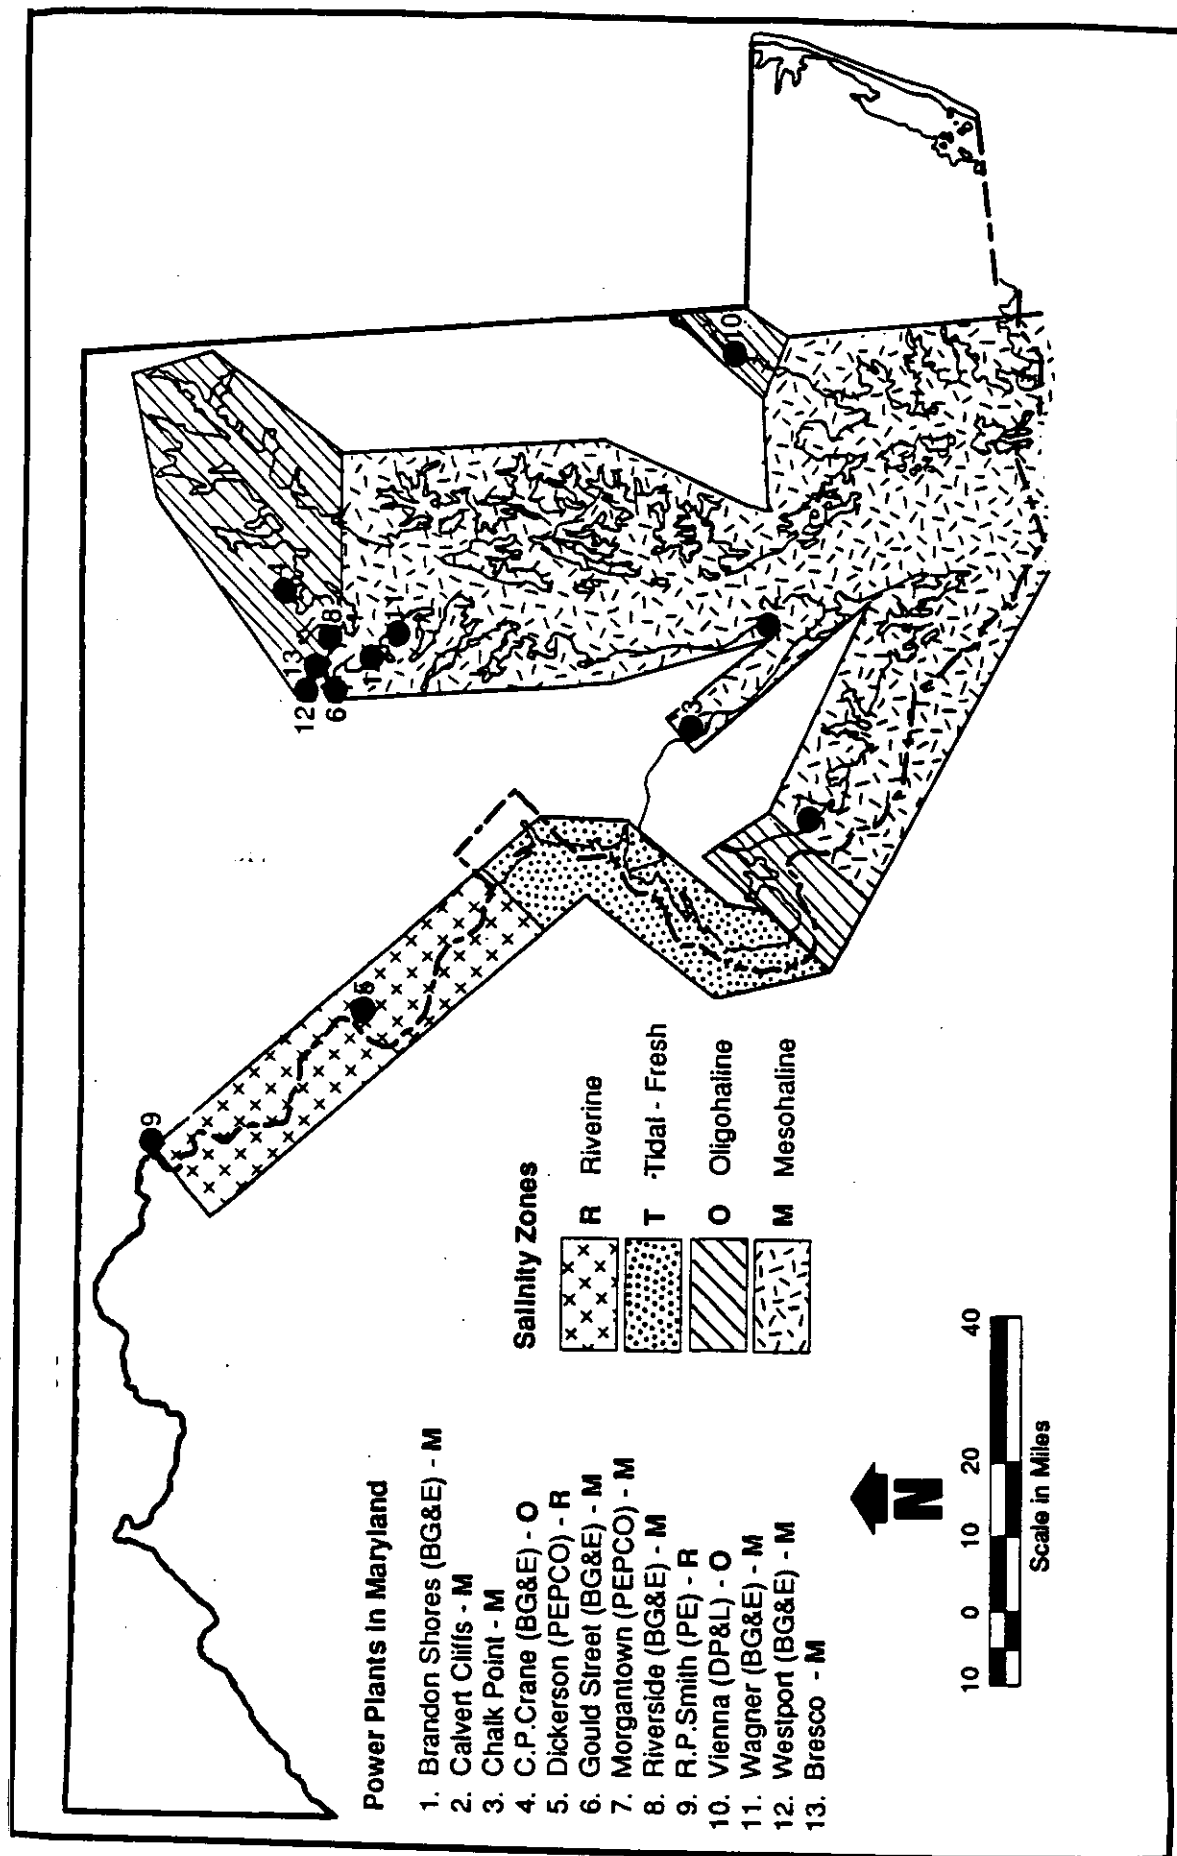 Power Plants in Maryland
1. Brandon Shores (BG&E) - M
2. Calvert Cliffs - M
3. Chalk Point - M
4. C.P.Crane (BG&E) - O
5. Dickerson (PEPCO) - R
6. Gould Street (BG&E) - M
7. Morgantown (PEPCO) - M
8. Riverside (BG&E) - M
9. R.P.Smith (PE) - R
10. Vienna (DP&L) - O
11. Wagner (BG&E) - M
12. Westport (BG&E) - M
13. Bresco - M
Salinity Zones
R Riverine
T Tidal - Fresh
O Oligohaline
M Mesohaline
N
10 0 10 20 40
Scale in Miles
9
5
12
13
6
8
4
1
11
3
2
7
10